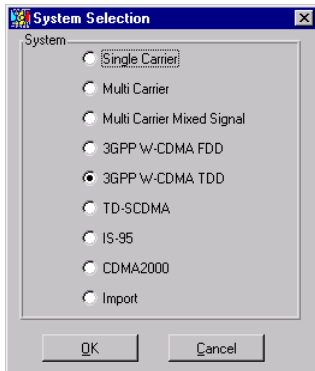 System Selection
System
Single Carrier
Multi Carrier
Multi Carrier Mixed Signal
3GPP W-CDMA FDD
3GPP W-CDMA TDD
TD-SCDMA
IS-95
CDMA2000
Import
OK Cancel